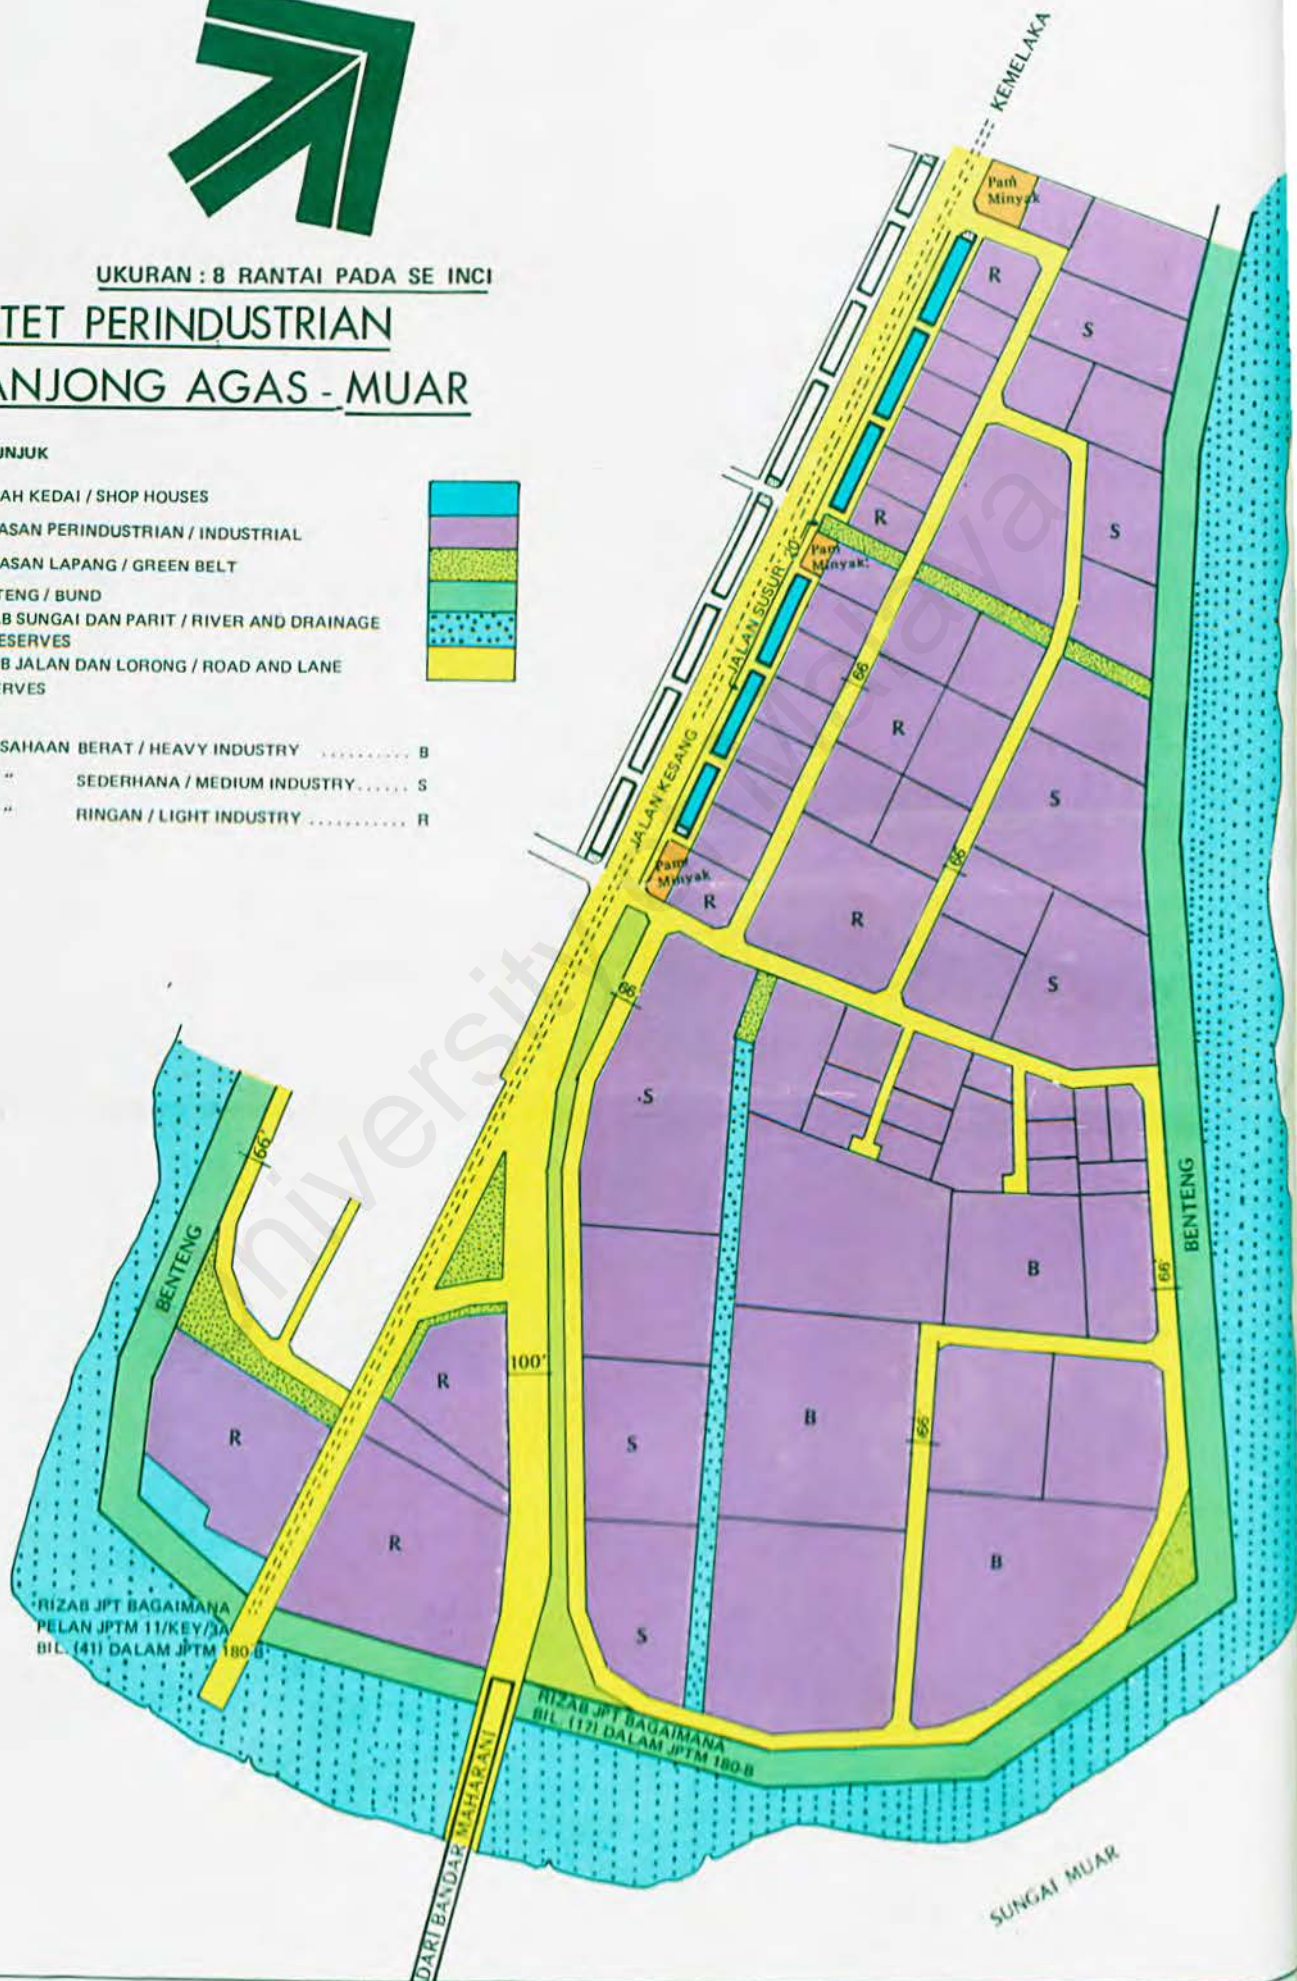 UKURAN : 8 RANTAI PADA SE INCI
TET PERINDUSTRIAN
ANJONG AGAS - MUAR
UNJUK
AH KEDAI / SHOP HOUSES
ASAN PERINDUSTRIAN / INDUSTRIAL
ASAN LAPANG / GREEN BELT
TENG / BUND
B SUNGAI DAN PARIT / RIVER AND DRAINAGE
ESERVES
B JALAN DAN LORONG / ROAD AND LANE
ERVES
SAHAAN BERAT / HEAVY INDUSTRY .......... B
" SEDERHANA / MEDIUM INDUSTRY...... S
" RINGAN / LIGHT INDUSTRY ........... R
KEMELAKA
Pam
Minyak
R
S
R
S
Pam
Minyak
JALAN SUSUR 20'
66'
R
S
JALAN KESANG
66'
Pam
Minyak
R
R
S
66'
S
66'
BENTENG
BENTENG
B
66'
100'
R
R
S
B
66'
R
B
S
RIZAB JPT BAGAIMANA
PELAN JPTM 11/KEY/3A
BIL. (41) DALAM JPTM 180-B
RIZAB JPT BAGAIMANA
BIL. (17) DALAM JPTM 180-B
DARI BANDAR MAHARANI
SUNGAI MUAR
niversity of Malaya